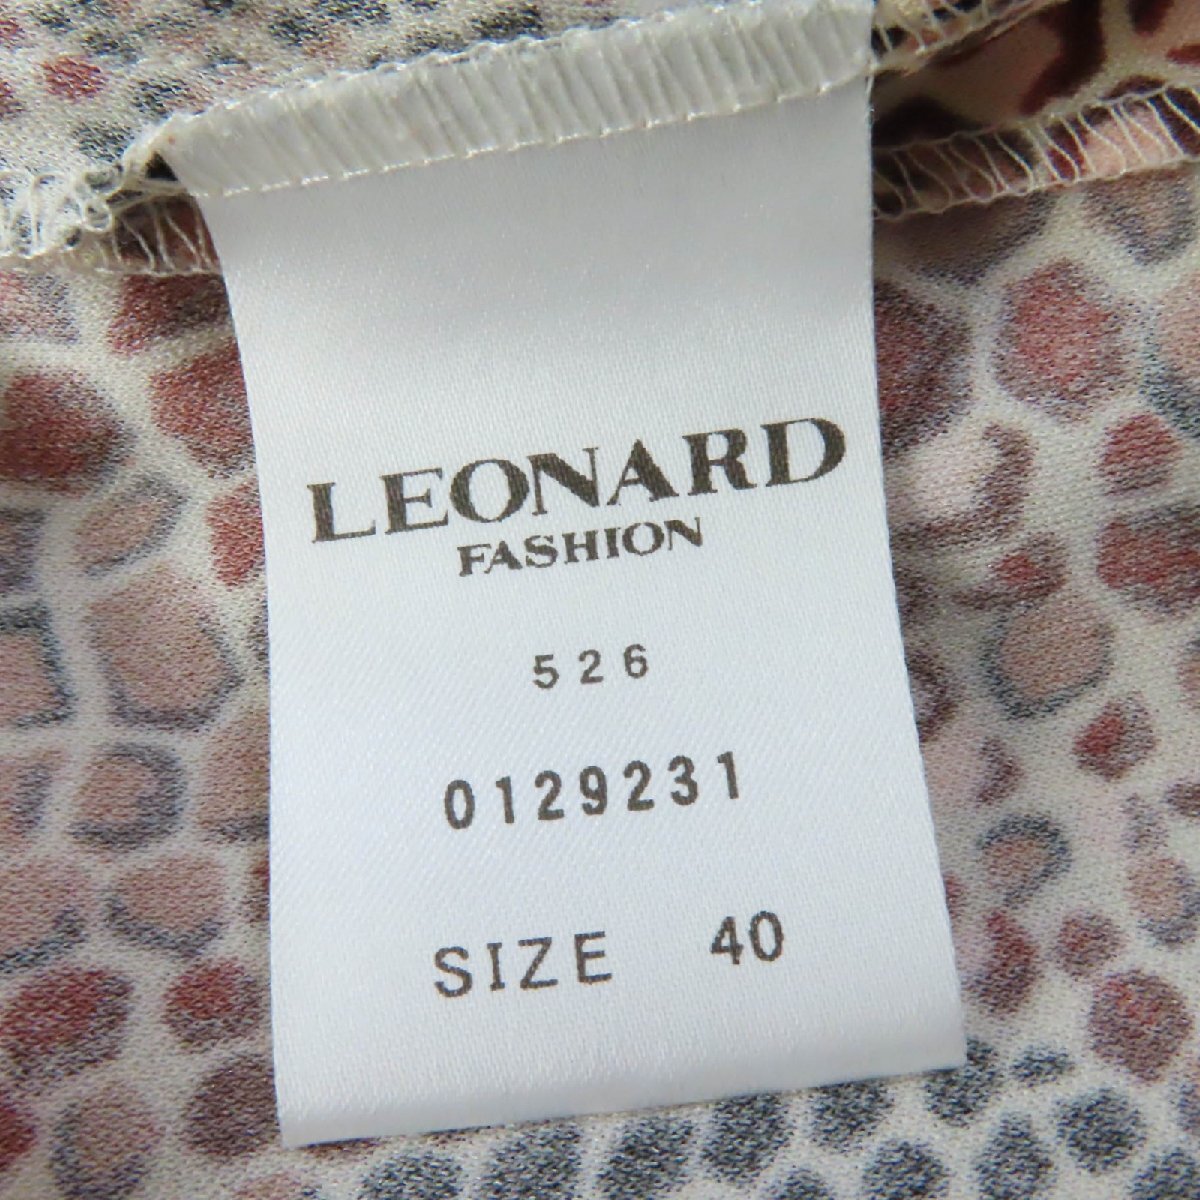 LEONARD
FASHION
526
0129231
SIZE 40